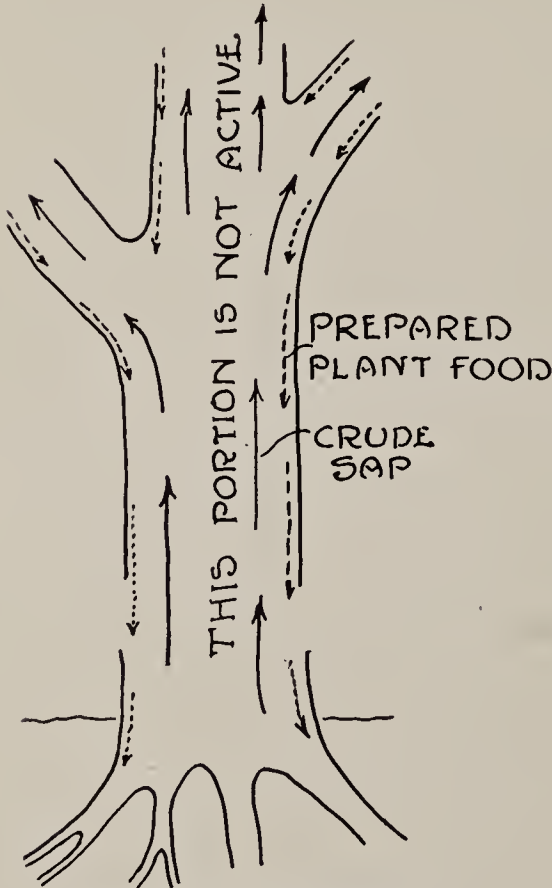 THIS PORTION IS NOT ACTIVE
PREPARED
PLANT FOOD
CRUDE
SAP